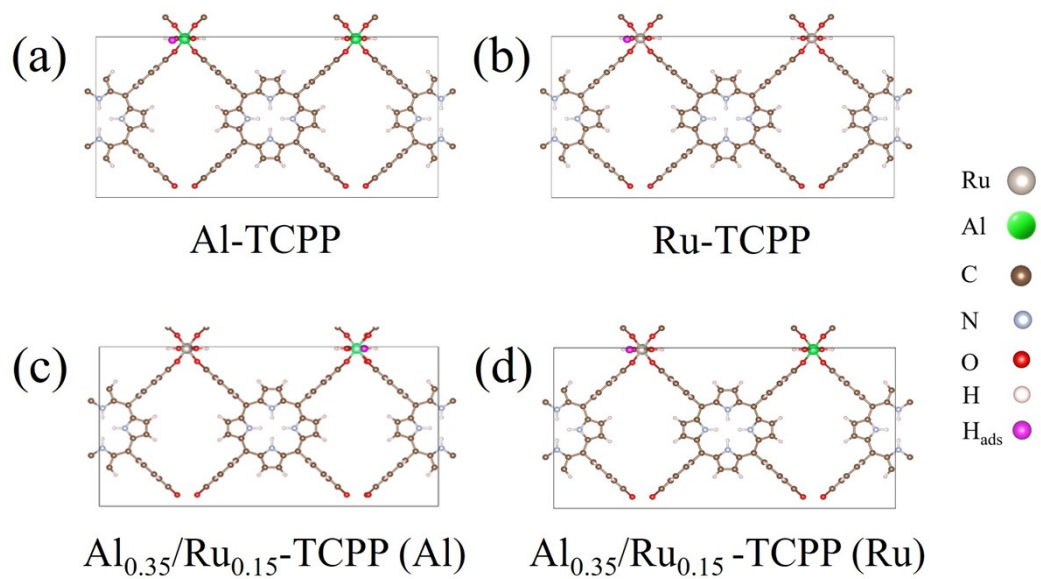 (a)
(b)
Al-TCPP
Ru-TCPP
(c)
(d)
Al0.35/Ru0.15-TCPP (Al)
Al0.35/Ru0.15 -TCPP (Ru)
Ru
Al
C
N
O
H
Hads